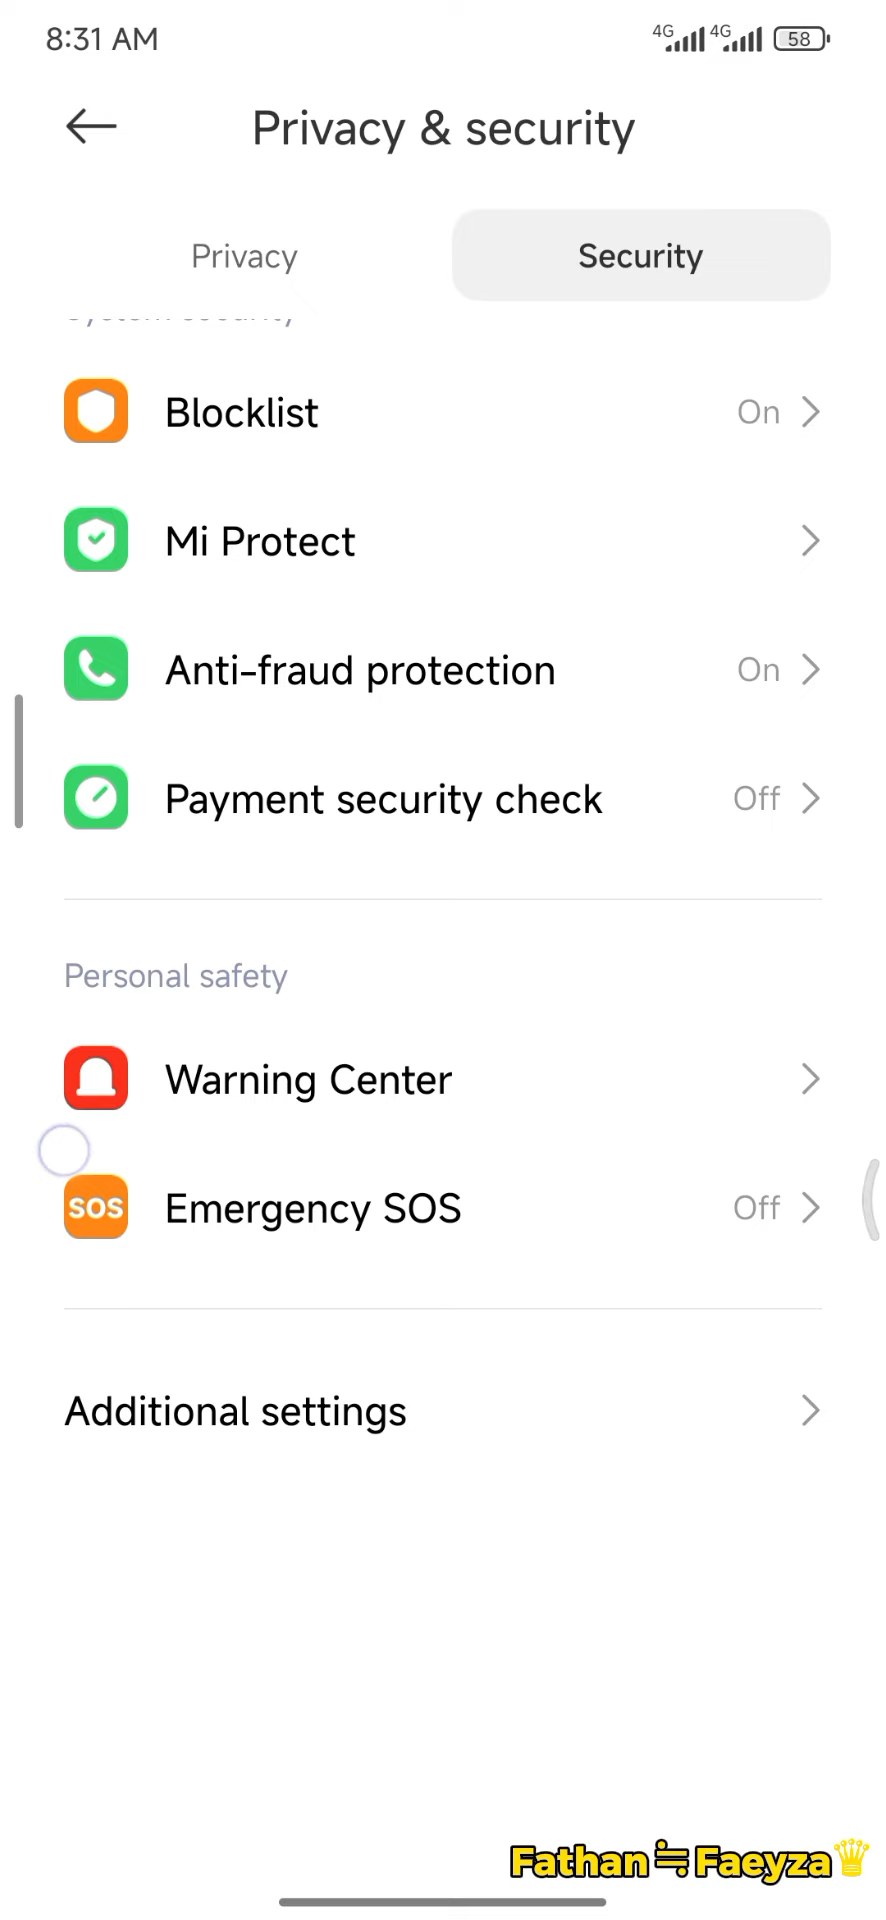 8:31 AM
4G 4G 58
Privacy & security
Privacy
Security
Blocklist
On
Mi Protect
Anti-fraud protection
On
Payment security check
Off
Personal safety
Warning Center
SOS
Emergency SOS
Off
Additional settings
Fathan≒Faeyza